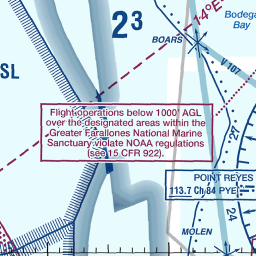 2³
14°E
Bodega
Bay
BOARS
V 107
SL
Flight operations below 1000' AGL
over the designated areas within the
Greater Farallones National Marine
Sanctuary violate NOAA regulations
(see 15 CFR 922).
POINT REYES
113.7 Ch 84 PYE
24
MOLEN